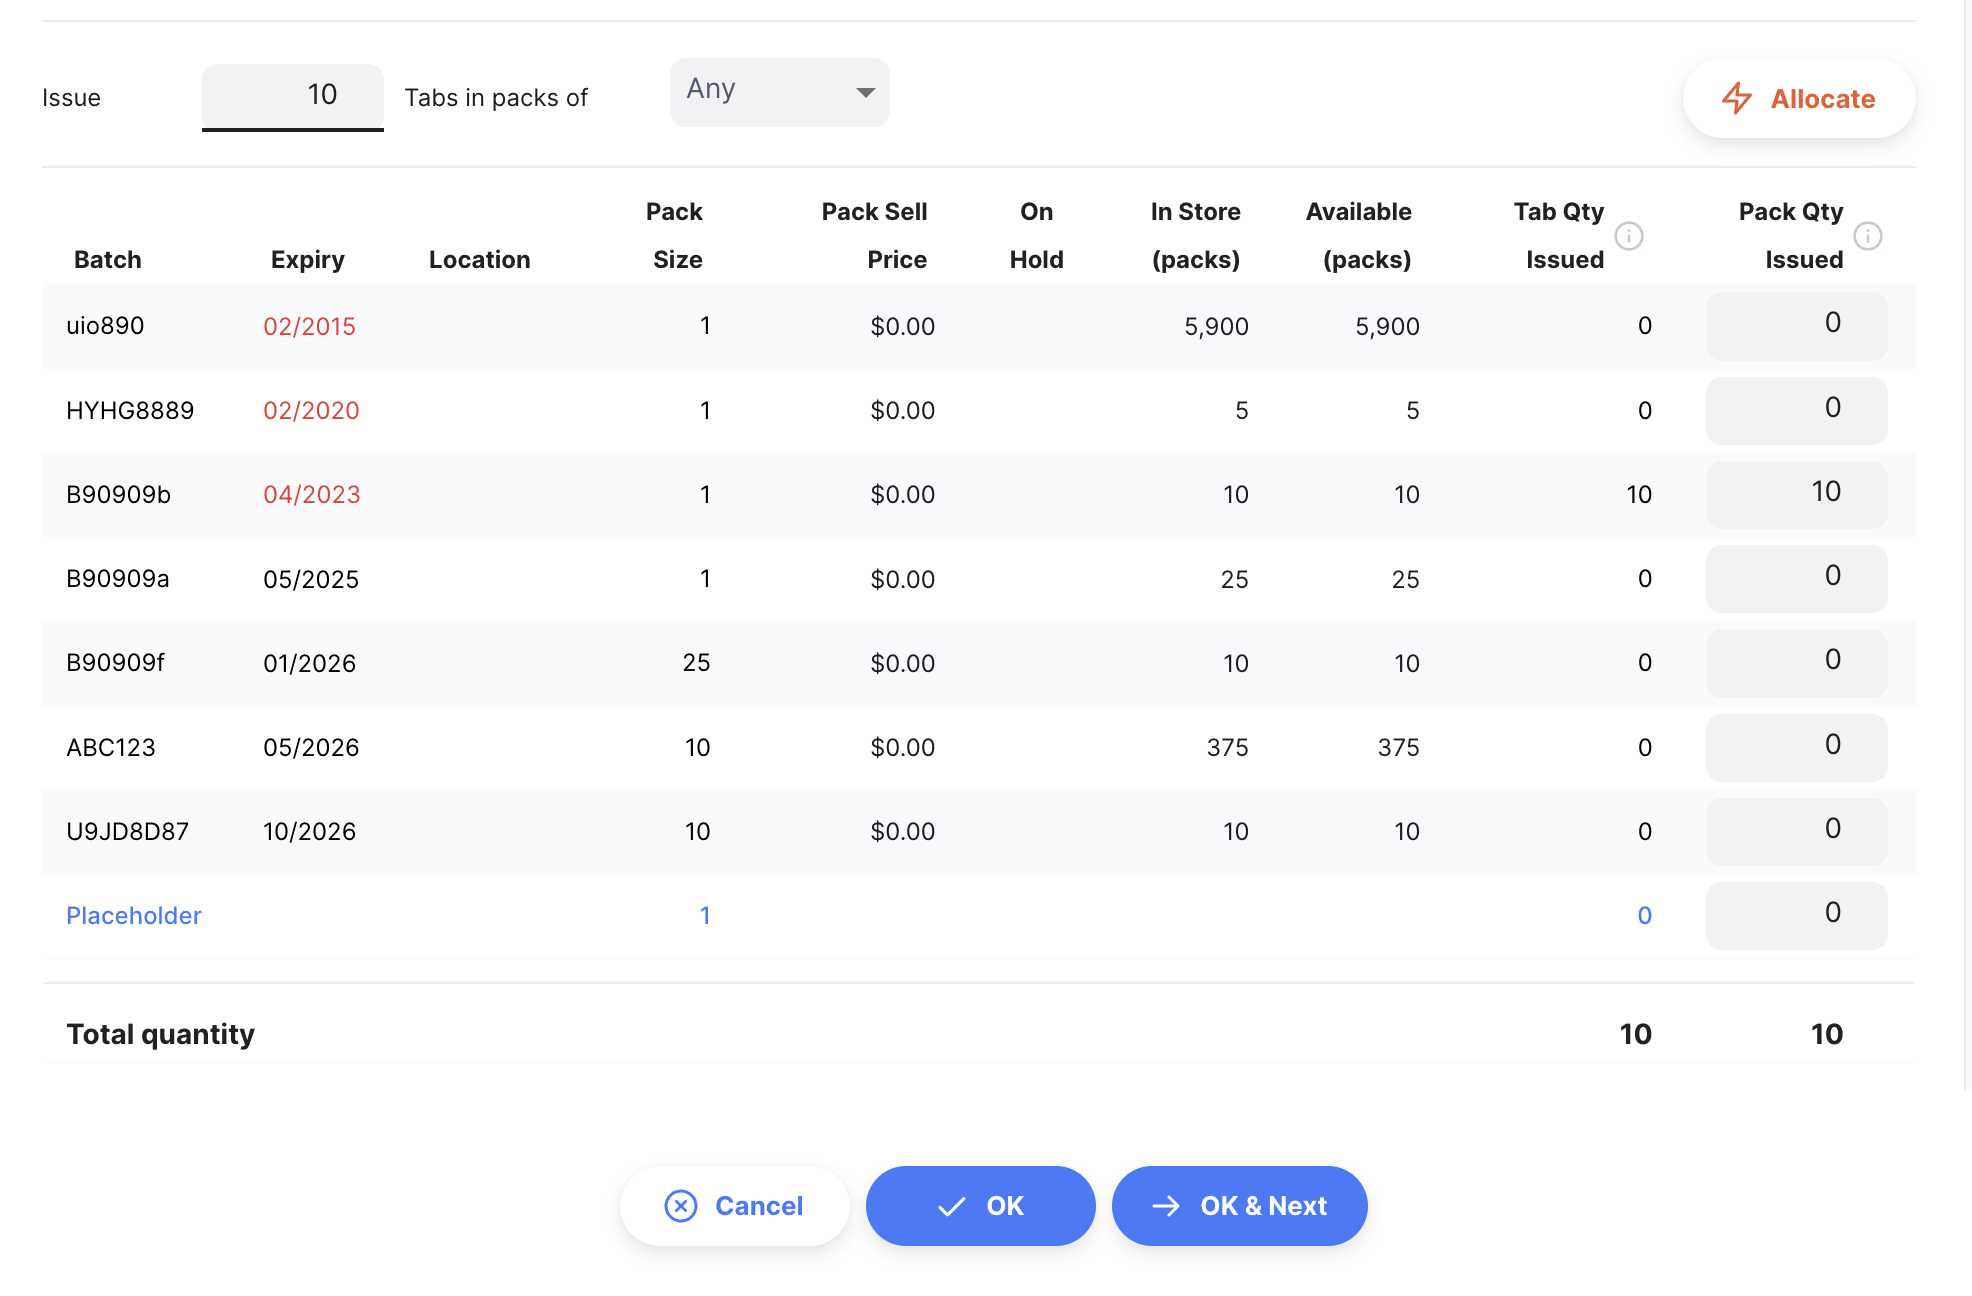 Issue 10 Tabs in packs of Any Allocate
Pack Pack Sell On In Store Available Tab Qty Pack Qty
Batch Expiry Location Size Price Hold (packs) (packs) Issued Issued
uio890 02/2015 1 $0.00 5,900 5,900 0 0
HYHG8889 02/2020 1 $0.00 5 5 0 0
B90909b 04/2023 1 $0.00 10 10 10 10
B90909a 05/2025 1 $0.00 25 25 0 0
B90909f 01/2026 25 $0.00 10 10 0 0
ABC123 05/2026 10 $0.00 375 375 0 0
U9JD8D87 10/2026 10 $0.00 10 10 0 0
Placeholder 1 0 0
Total quantity 10 10
Cancel OK OK & Next